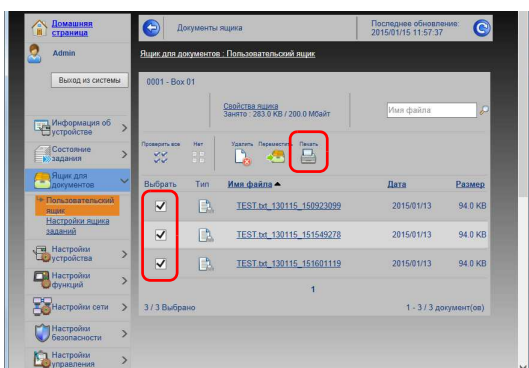 Домашняя
страница
Документы ящика
Последнее обновление:
2015/01/15 11:57:37
Admin
Ящик для документов : Пользовательский ящик
Выход из системы
0001 - Box 01
Свойства ящика
Занято : 283.0 KB / 200.0 Мбайт
Имя файла
Информация об
устройстве
Состояние
задания
Проверить все
Нет
Удалить
Переместить
Печать
Ящик для
документов
Выбрать
Тип
Имя файла
Дата
Размер
Пользовательский
ящик
Настройки ящика
заданий
TEST.txt_130115_150923099
2015/01/13
94.0 KB
TEST.txt_130115_151549278
2015/01/13
94.0 KB
Настройки
устройства
TEST.txt_130115_151601119
2015/01/13
94.0 KB
Настройки
функций
1
Настройки сети
3 / 3 Выбрано
1 - 3 / 3 документ(ов)
Настройки
безопасности
Настройки
управления